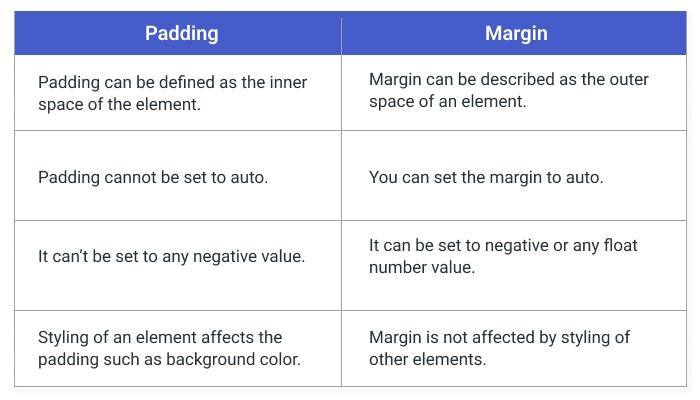 Padding
Margin
Padding can be defined as the inner
space of the element.
Margin can be described as the outer
space of an element.
Padding cannot be set to auto.
You can set the margin to auto.
It can’t be set to any negative value.
It can be set to negative or any float
number value.
Styling of an element affects the
padding such as background color.
Margin is not affected by styling of
other elements.